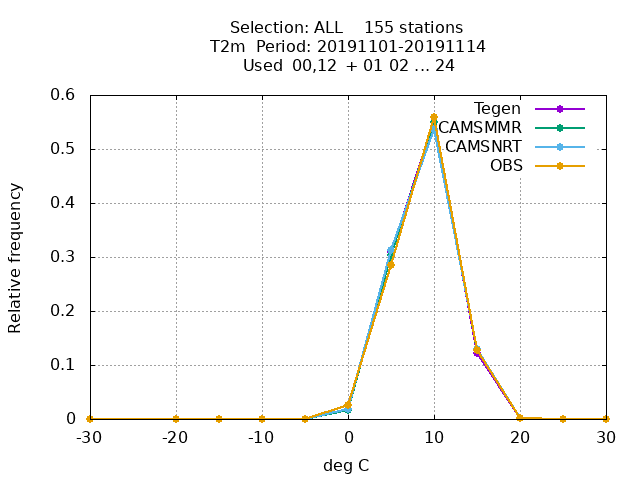 Selection: ALL    155 stations
T2m  Period: 20191101-20191114
Used  00,12  + 01 02 ... 24
0.6
0.5
0.4
0.3
0.2
0.1
0
Relative frequency
Tegen
CAMSMMR
CAMSNRT
OBS
-30 -20 -10 0 10 20 30
deg C